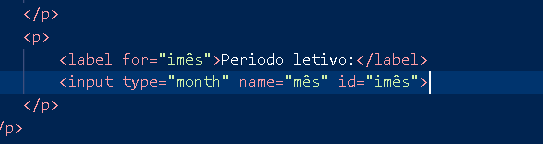 </p>
<p>
<label for="imês">Periodo letivo:</label>
<input type="month" name="mês" id="imês">
</p>
/p>